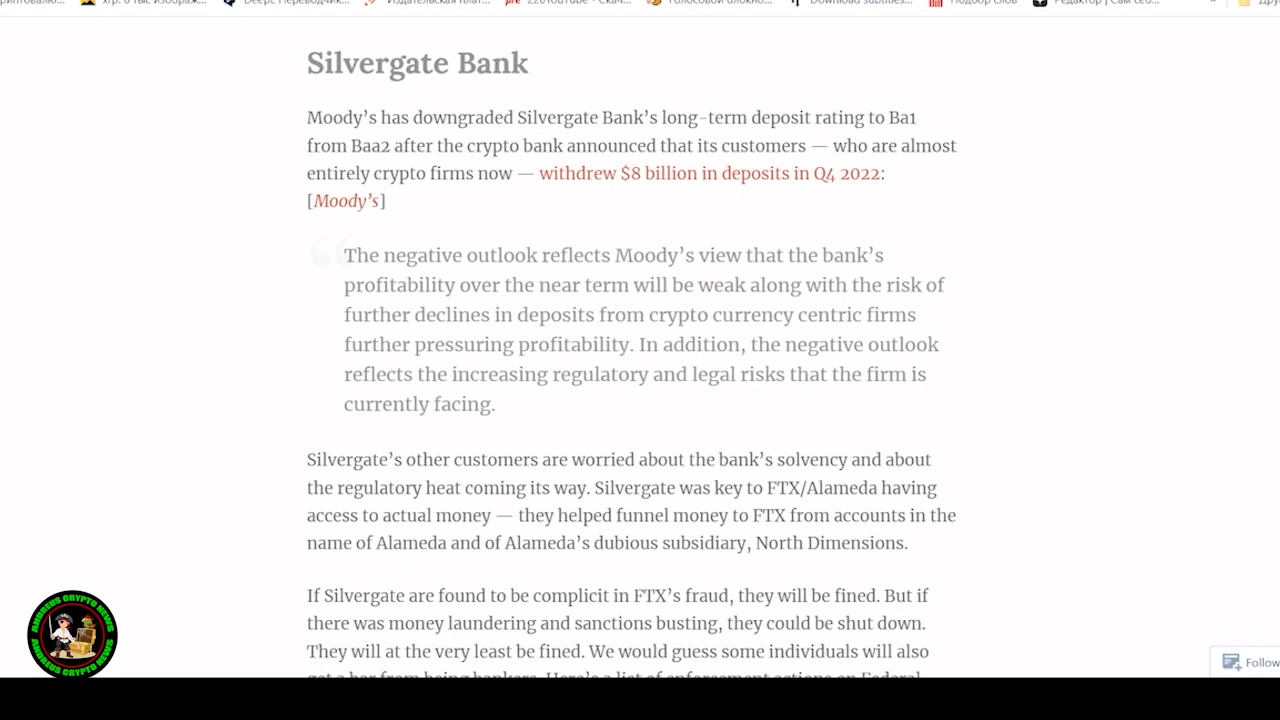 Silvergate Bank
Moody's has downgraded Silvergate Bank's long-term deposit rating to Ba1
from Baa2 after the crypto bank announced that its customers — who are almost
entirely crypto firms now — withdrew $8 billion in deposits in Q4 2022:
[Moody's]
The negative outlook reflects Moody's view that the bank's
profitability over the near term will be weak along with the risk of
further declines in deposits from crypto currency centric firms
further pressuring profitability. In addition, the negative outlook
reflects the increasing regulatory and legal risks that the firm is
currently facing.
Silvergate's other customers are worried about the bank's solvency and about
the regulatory heat coming its way. Silvergate was key to FTX/Alameda having
access to actual money — they helped funnel money to FTX from accounts in the
name of Alameda and of Alameda's dubious subsidiary, North Dimensions.
If Silvergate are found to be complicit in FTX's fraud, they will be fined. But if
there was money laundering and sanctions busting, they could be shut down.
They will at the very least be fined. We would guess some individuals will also
ANDREUS CRYPTO NEWS
ANDREUS CRYPTO NEWS
Follow